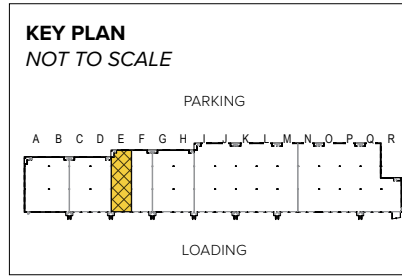 KEY PLAN
NOT TO SCALE
PARKING
A B C D E F G H I J K L M N O P Q R
LOADING